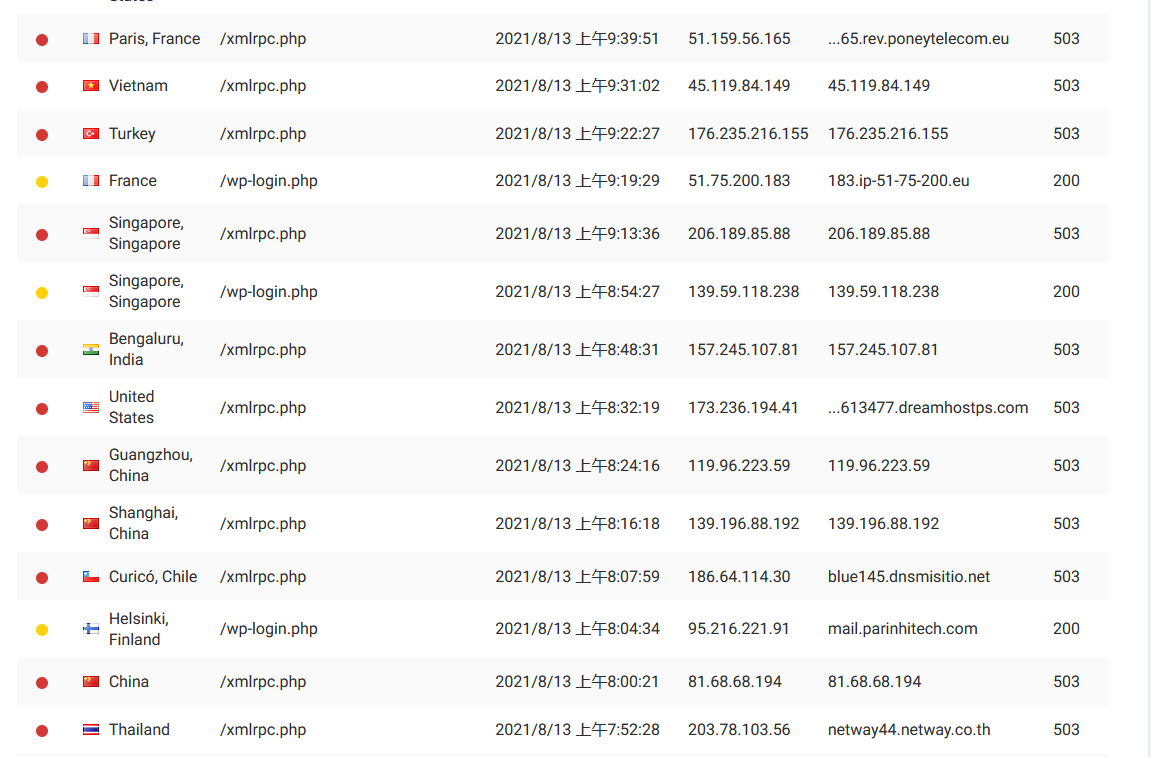 States
Paris, France /xmlrpc.php 2021/8/13 上午9:39:51 51.159.56.165 ...65.rev.poneytelecom.eu 503
Vietnam /xmlrpc.php 2021/8/13 上午9:31:02 45.119.84.149 45.119.84.149 503
Turkey /xmlrpc.php 2021/8/13 上午9:22:27 176.235.216.155 176.235.216.155 503
France /wp-login.php 2021/8/13 上午9:19:29 51.75.200.183 183.ip-51-75-200.eu 200
Singapore,
Singapore /xmlrpc.php 2021/8/13 上午9:13:36 206.189.85.88 206.189.85.88 503
Singapore,
Singapore /wp-login.php 2021/8/13 上午8:54:27 139.59.118.238 139.59.118.238 200
Bengaluru,
India /xmlrpc.php 2021/8/13 上午8:48:31 157.245.107.81 157.245.107.81 503
United
States /xmlrpc.php 2021/8/13 上午8:32:19 173.236.194.41 ...613477.dreamhostps.com 503
Guangzhou,
China /xmlrpc.php 2021/8/13 上午8:24:16 119.96.223.59 119.96.223.59 503
Shanghai,
China /xmlrpc.php 2021/8/13 上午8:16:18 139.196.88.192 139.196.88.192 503
Curicó, Chile /xmlrpc.php 2021/8/13 上午8:07:59 186.64.114.30 blue145.dnsmisitio.net 503
Helsinki,
Finland /wp-login.php 2021/8/13 上午8:04:34 95.216.221.91 mail.parinhitech.com 200
China /xmlrpc.php 2021/8/13 上午8:00:21 81.68.68.194 81.68.68.194 503
Thailand /xmlrpc.php 2021/8/13 上午7:52:28 203.78.103.56 netway44.netway.co.th 503